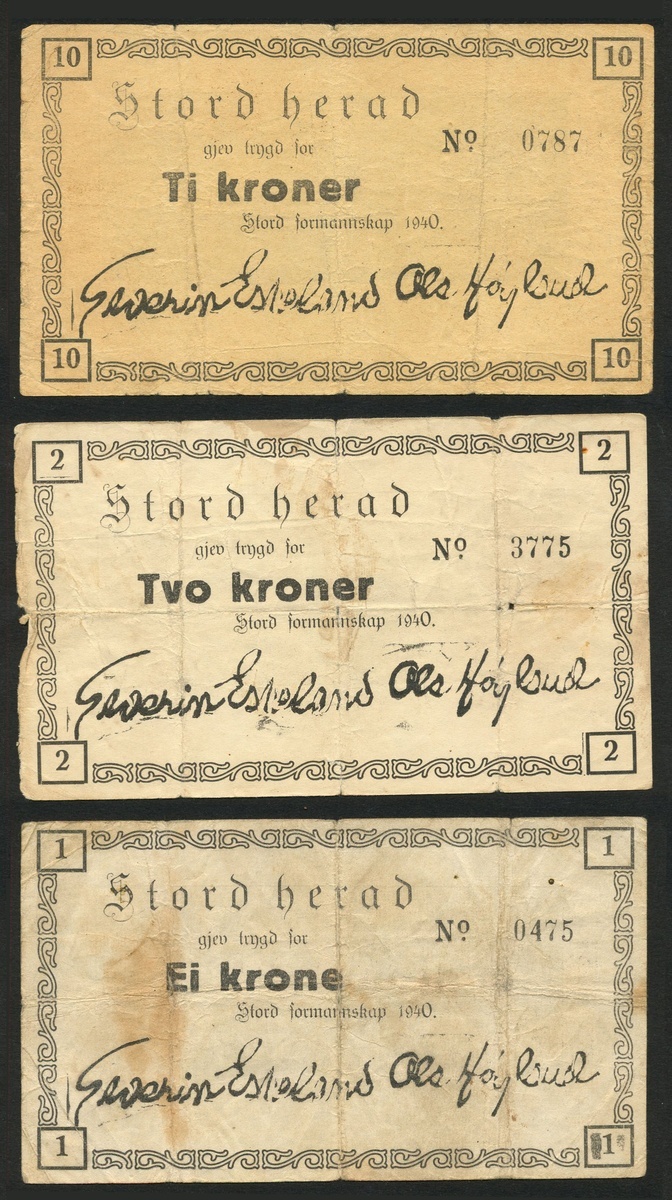 10 10
Stord herad
gjev trygd for Nº 0787
Ti kroner
Stord formannskap 1940.
Severin Eskeland Ola Høyland
10 10
2 2
Stord herad
gjev trygd for Nº 3775
Tvo kroner
Stord formannskap 1940.
Severin Eskeland Ola Høyland
2 2
1 1
Stord herad
gjev trygd for Nº 0475
Ei krone
Stord formannskap 1940.
Severin Eskeland Ola Høyland
1 1